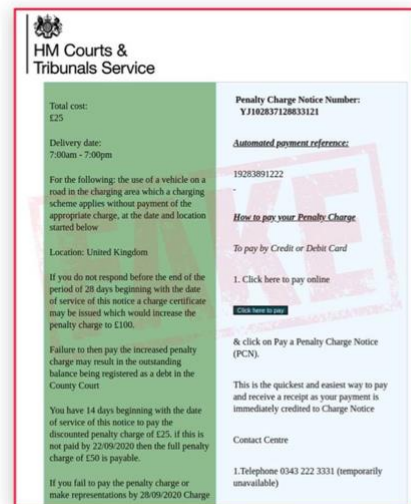 HM Courts &
Tribunals Service
Total cost:
£25
Delivery date:
7:00am - 7:00pm
For the following: the use of a vehicle on a
road in the charging area which a charging
scheme applies without payment of the
appropriate charge, at the date and location
started below
Location: United Kingdom
If you do not respond before the end of the
period of 28 days beginning with the date
of service of this notice a charge certificate
may be issued which would increase the
penalty charge to £100.
Failure to then pay the increased penalty
charge may result in the outstanding
balance being registered as a debt in the
County Court
You have 14 days beginning with the date
of service of this notice to pay the
discounted penalty charge of £25. if this is
not paid by 22/09/2020 then the full penalty
charge of £50 is payable.
If you fail to pay the penalty charge or
make representations by 28/09/2020 Charge
Penalty Charge Notice Number:
YJ102837128833121
Automated payment reference:
19283891222
-
How to pay your Penalty Charge
To pay by Credit or Debit Card
1. Click here to pay online
Click here to pay
& click on Pay a Penalty Charge Notice
(PCN).
This is the quickest and easiest way to pay
and receive a receipt as your payment is
immediately credited to Charge Notice
Contact Centre
1.Telephone 0343 222 3331 (temporarily
unavailable)
FAKE